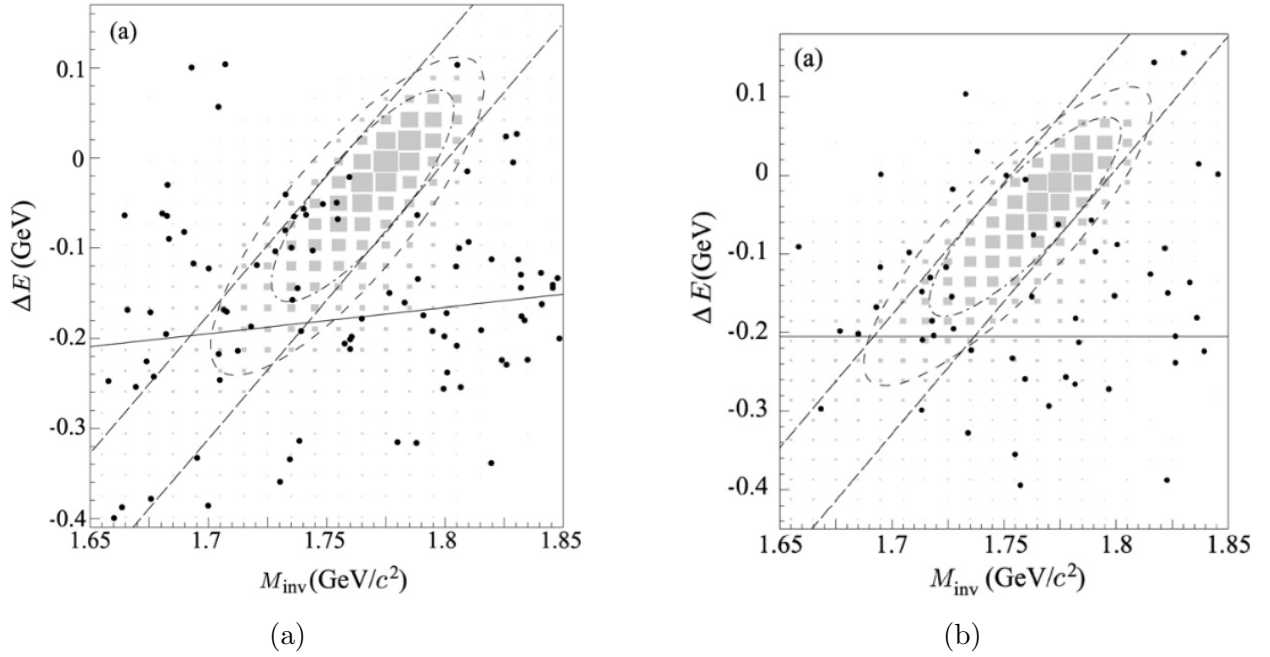 (a)
0.1
0
-0.1
-0.2
-0.3
-0.4
ΔE (GeV)
1.65 1.7 1.75 1.8 1.85
M_inv (GeV/c²)
(a)
(a)
0.1
0
-0.1
-0.2
-0.3
-0.4
ΔE (GeV)
1.65 1.7 1.75 1.8 1.85
M_inv (GeV/c²)
(b)